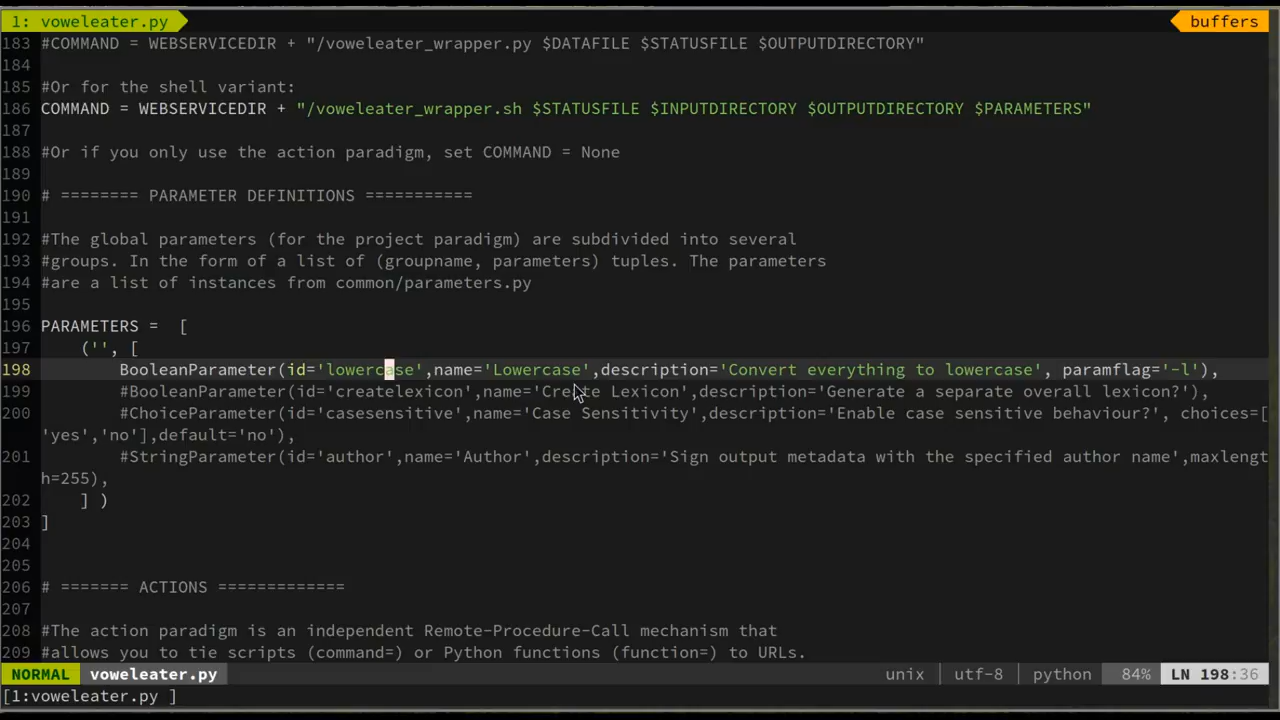 1: voweleater.py
buffers
183 #COMMAND = WEBSERVICEDIR + "/voweleater_wrapper.py $DATAFILE $STATUSFILE $OUTPUTDIRECTORY"
184
185 #Or for the shell variant:
186 COMMAND = WEBSERVICEDIR + "/voweleater_wrapper.sh $STATUSFILE $INPUTDIRECTORY $OUTPUTDIRECTORY $PARAMETERS"
187
188 #Or if you only use the action paradigm, set COMMAND = None
189
190 # ======== PARAMETER DEFINITIONS ===========
191
192 #The global parameters (for the project paradigm) are subdivided into several
193 #groups. In the form of a list of (groupname, parameters) tuples. The parameters
194 #are a list of instances from common/parameters.py
195
196 PARAMETERS =  [
197     ('', [
198         BooleanParameter(id='lowercase',name='Lowercase',description='Convert everything to lowercase', paramflag='-l'),
199         #BooleanParameter(id='createlexicon',name='Create Lexicon',description='Generate a separate overall lexicon?'),
200         #ChoiceParameter(id='casesensitive',name='Case Sensitivity',description='Enable case sensitive behaviour?', choices=[
'yes','no'],default='no'),
201         #StringParameter(id='author',name='Author',description='Sign output metadata with the specified author name',maxlengt
h=255),
202     ] )
203 ]
204
205
206 # ======= ACTIONS =============
207
208 #The action paradigm is an independent Remote-Procedure-Call mechanism that
209 #allows you to tie scripts (command=) or Python functions (function=) to URLs.
NORMAL voweleater.py unix utf-8 python 84% LN 198:36
[1:voweleater.py ]